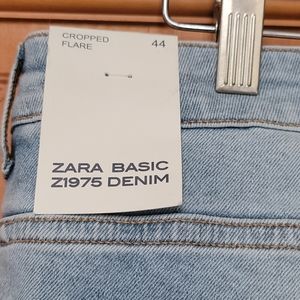 CROPPED 44
FLARE
ZARA BASIC
Z1975 DENIM